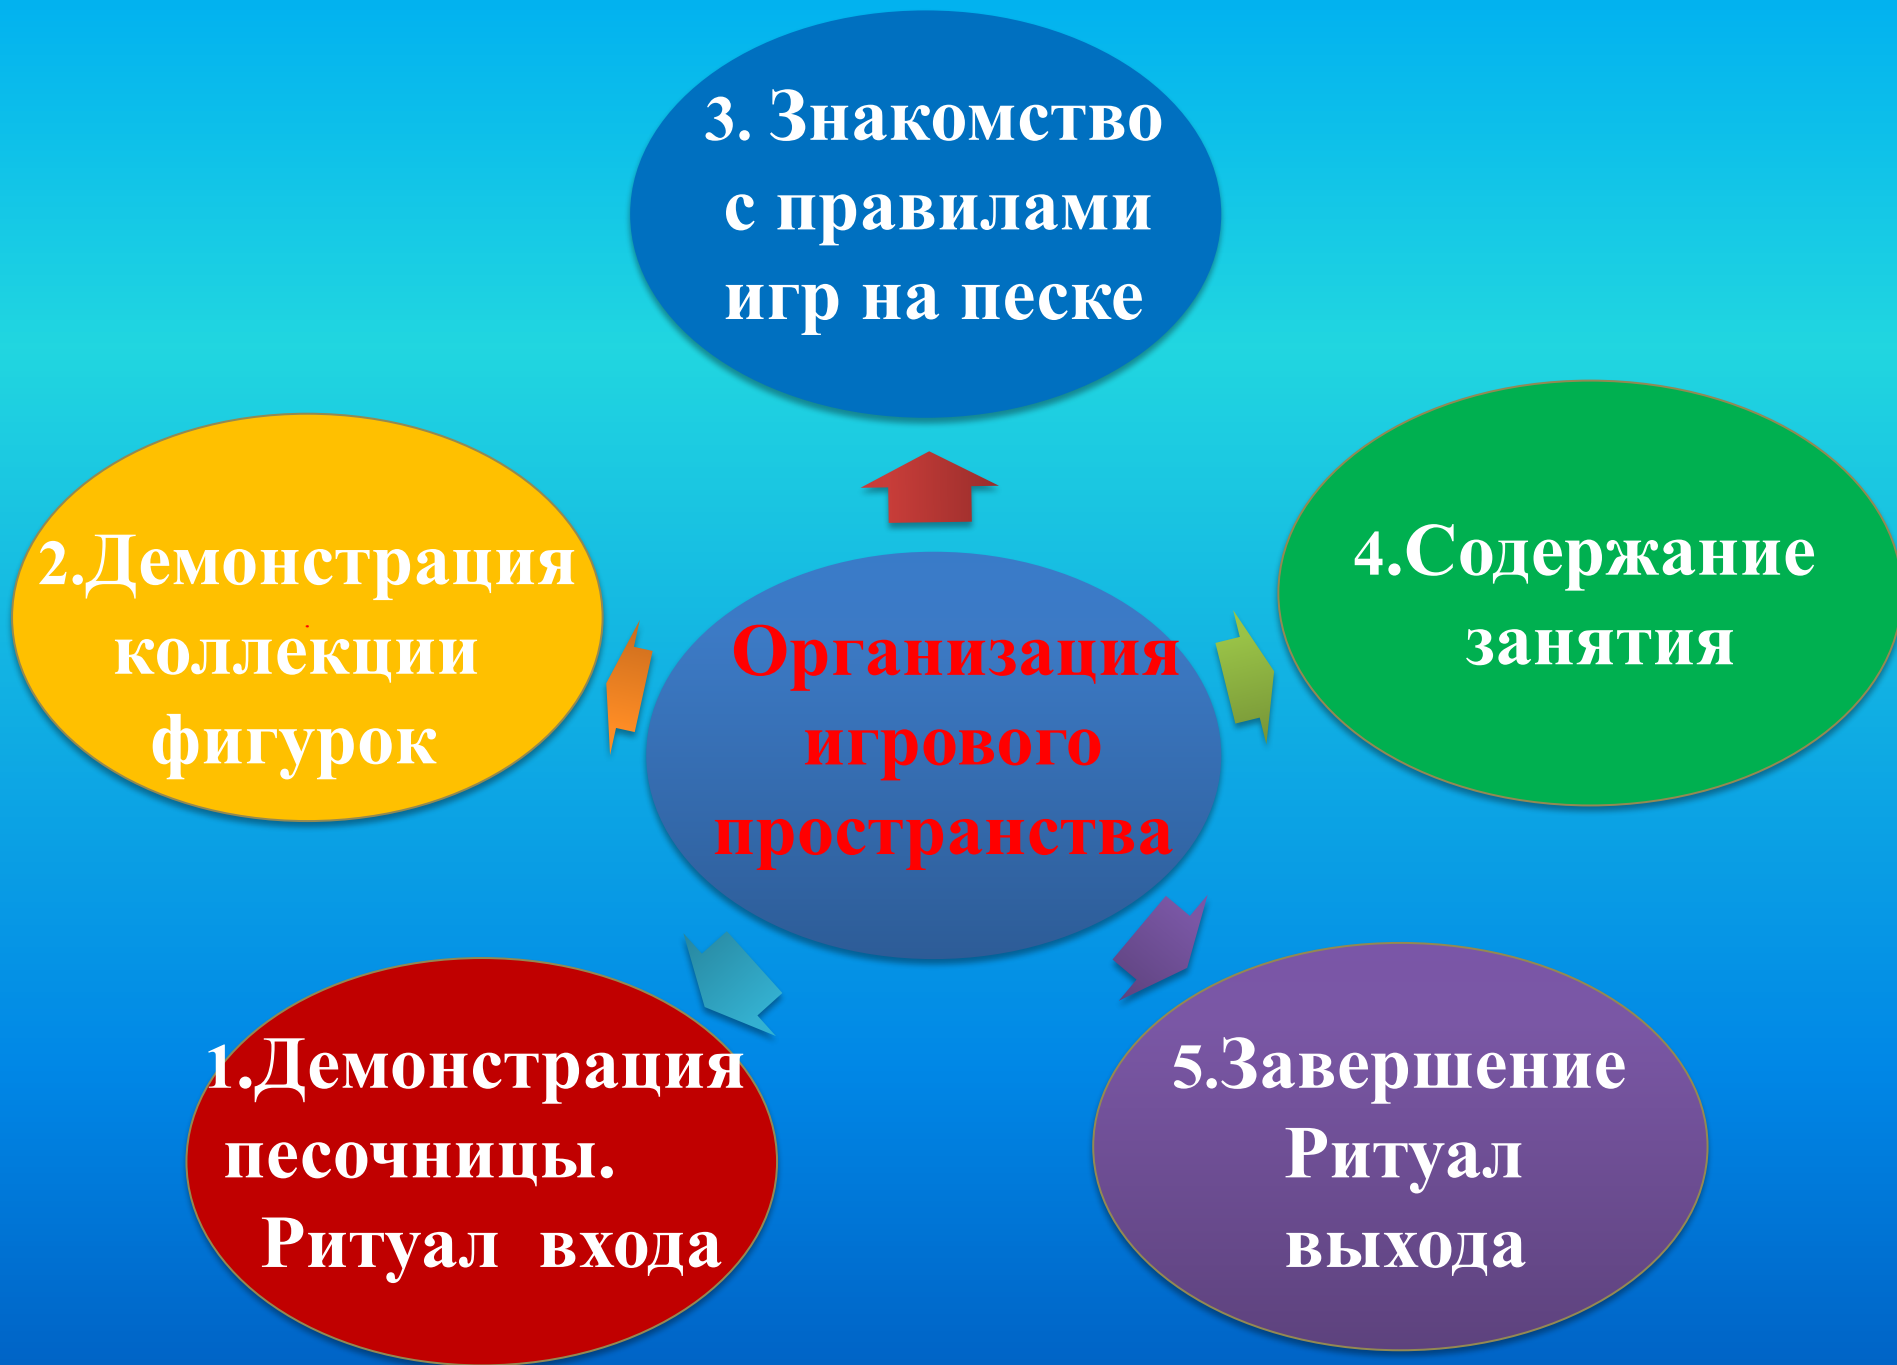 3. Знакомство
с правилами
игр на песке
2.Демонстрация
коллекции
фигурок
4.Содержание
занятия
Организация
игрового
пространства
1.Демонстрация
песочницы.
Ритуал входа
5.Завершение
Ритуал
выхода